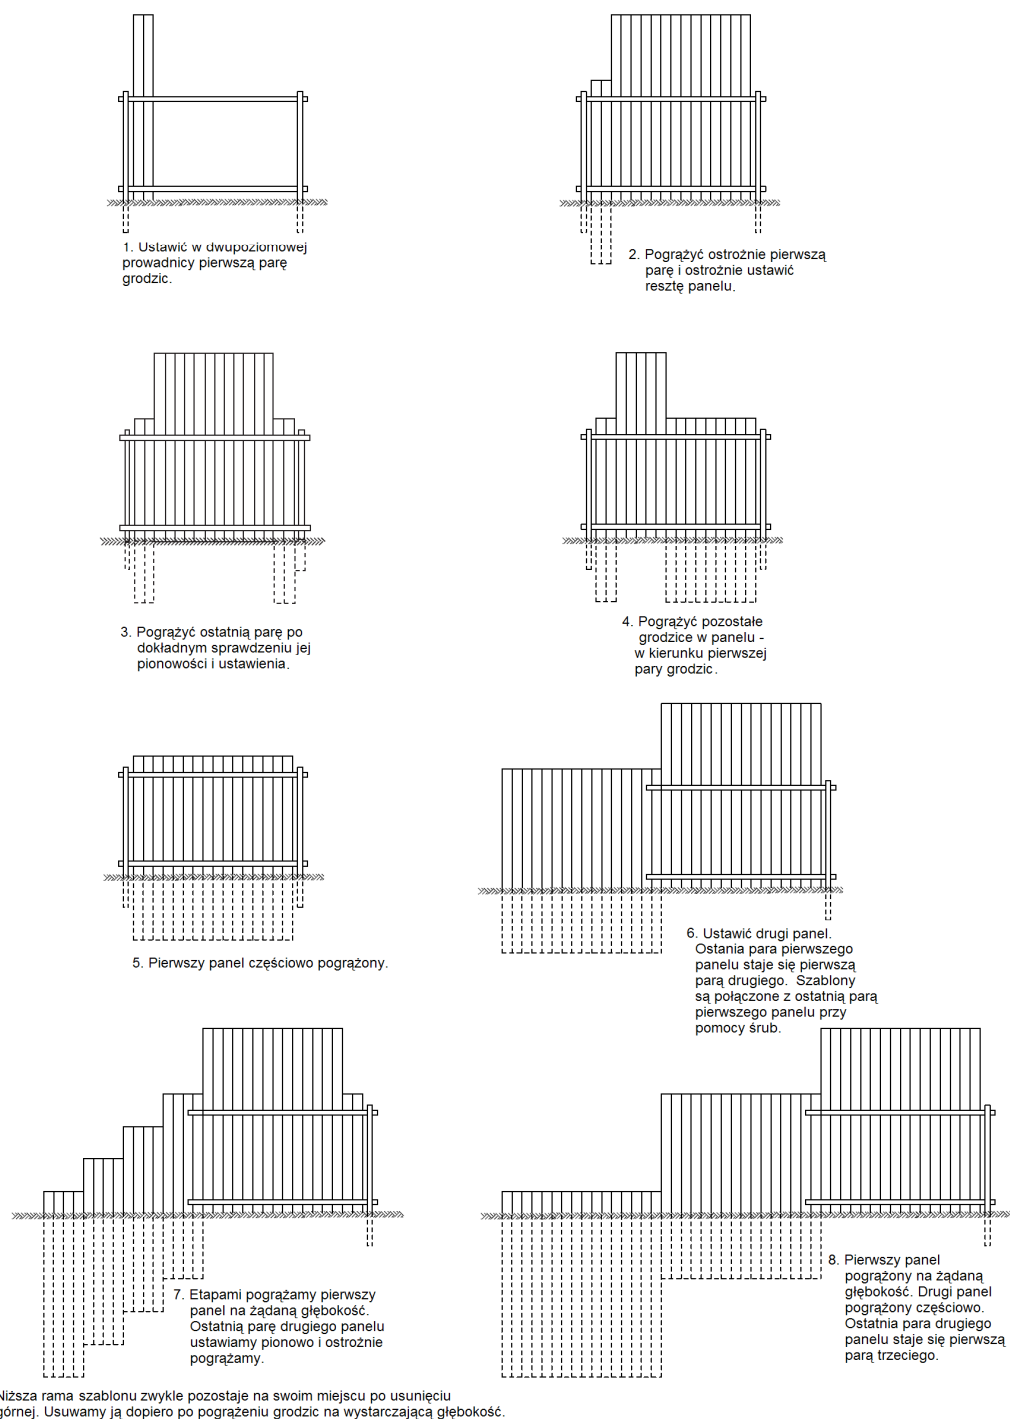 1. Ustawić w dwupoziomowej
prowadnicy pierwszą parę
grodzic.
2. Pogrążyć ostrożnie pierwszą
parę i ostrożnie ustawić
resztę panelu.
3. Pogrążyć ostatnią parę po
dokładnym sprawdzeniu jej
pionowości i ustawienia.
4. Pogrążyć pozostałe
grodzice w panelu -
w kierunku pierwszej
pary grodzic.
5. Pierwszy panel częściowo pogrążony.
6. Ustawić drugi panel.
Ostania para pierwszego
panelu staje się pierwszą
parą drugiego. Szablony
są połączone z ostatnią parą
pierwszego panelu przy
pomocy śrub.
7. Etapami pogrążamy pierwszy
panel na żądaną głębokość.
Ostatnią parę drugiego panelu
ustawiamy pionowo i ostrożnie
pogrążamy.
8. Pierwszy panel
pogrążony na żądaną
głębokość. Drugi panel
pogrążony częściowo.
Ostatnia para drugiego
panelu staje się pierwszą
parą trzeciego.
Niższa rama szablonu zwykle pozostaje na swoim miejscu po usunięciu
górnej. Usuwamy ją dopiero po pogrążeniu grodzic na wystarczającą głębokość.